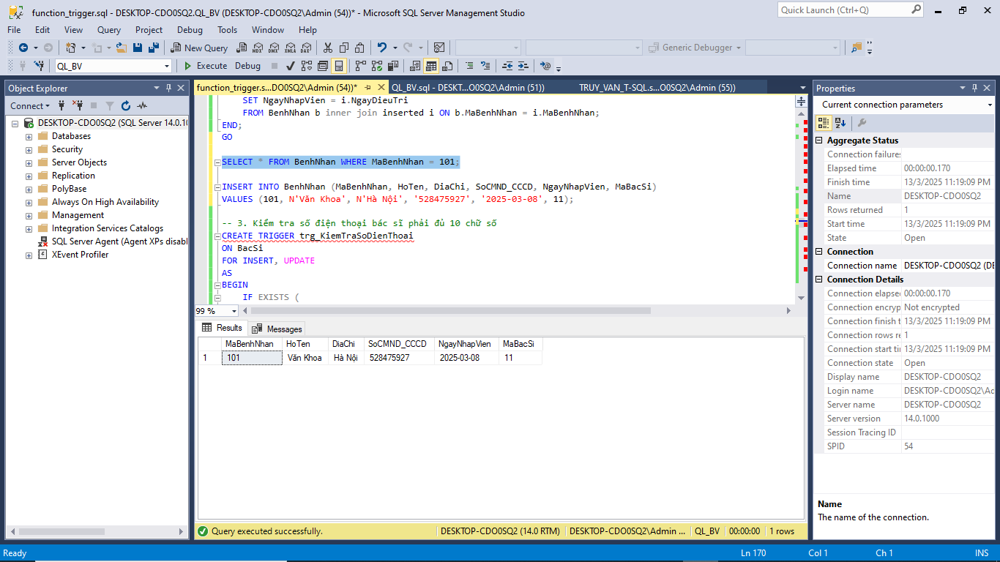 function_trigger.sql - DESKTOP-CDO0SQ2.QL_BV (DESKTOP-CDO0SQ2\Admin (54))* - Microsoft SQL Server Management Studio
Quick Launch (Ctrl+Q)
File Edit View Query Project Debug Tools Window Help
New Query MDX DMX XMLA DAX Generic Debugger
QL_BV Execute Debug
Object Explorer
Connect
DESKTOP-CDO0SQ2 (SQL Server 14.0.10
Databases
Security
Server Objects
Replication
PolyBase
Always On High Availability
Management
Integration Services Catalogs
SQL Server Agent (Agent XPs disabl
XEvent Profiler
function_trigger.s...DO0SQ2\Admin (54))* QL_BV.sql - DESKT...O0SQ2\Admin (51)) TRUY_VAN_T-SQL.s...O0SQ2\Admin (55))
SET NgayNhapVien = i.NgayDieuTri
FROM BenhNhan b inner join inserted i ON b.MaBenhNhan = i.MaBenhNhan;
END;
GO
SELECT * FROM BenhNhan WHERE MaBenhNhan = 101;
INSERT INTO BenhNhan (MaBenhNhan, HoTen, DiaChi, SoCMND_CCCD, NgayNhapVien, MaBacSi)
VALUES (101, N'Văn Khoa', N'Hà Nội', '528475927', '2025-03-08', 11);
-- 3. Kiểm tra số điện thoại bác sĩ phải đủ 10 chữ số
CREATE TRIGGER trg_KiemTraSoDienThoai
ON BacSi
FOR INSERT, UPDATE
AS
BEGIN
IF EXISTS (
99 %
Results Messages
MaBenhNhan HoTen DiaChi SoCMND_CCCD NgayNhapVien MaBacSi
1 101 Văn Khoa Hà Nội 528475927 2025-03-08 11
Query executed successfully. DESKTOP-CDO0SQ2 (14.0 RTM) DESKTOP-CDO0SQ2\Admin ... QL_BV 00:00:00 1 rows
Properties
Current connection parameters
Aggregate Status
Connection failures
Elapsed time 00:00:00.170
Finish time 13/3/2025 11:19:09 PM
Name DESKTOP-CDO0SQ2
Rows returned 1
Start time 13/3/2025 11:19:09 PM
State Open
Connection
Connection name DESKTOP-CDO0SQ2 (DE
Connection Details
Connection elapse 00:00:00.170
Connection encryp Not encrypted
Connection finish t 13/3/2025 11:19:09 PM
Connection rows re 1
Connection start tir 13/3/2025 11:19:09 PM
Connection state Open
Display name DESKTOP-CDO0SQ2
Login name DESKTOP-CDO0SQ2\Ad
Server name DESKTOP-CDO0SQ2
Server version 14.0.1000
Session Tracing ID
SPID 54
Name
The name of the connection.
Ready Ln 170 Col 1 Ch 1 INS